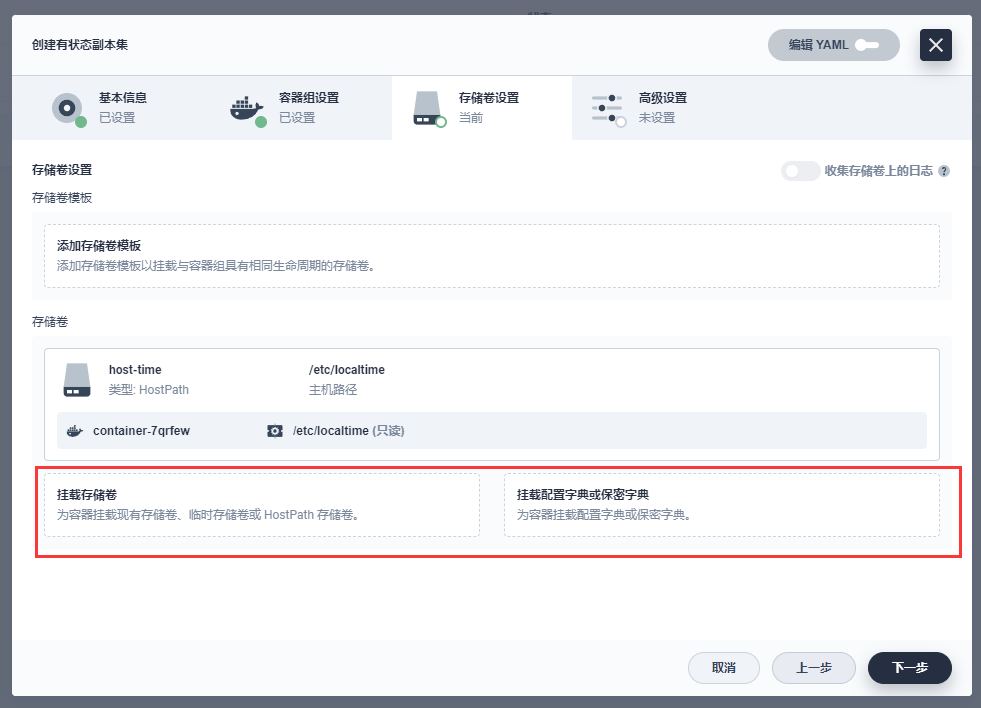 创建有状态副本集
编辑 YAML
基本信息
已设置
容器组设置
已设置
存储卷设置
当前
高级设置
未设置
存储卷设置
收集存储卷上的日志 ?
存储卷模板
添加存储卷模板
添加存储卷模板以挂载与容器组具有相同生命周期的存储卷。
存储卷
host-time
类型: HostPath
/etc/localtime
主机路径
container-7qrfew
/etc/localtime (只读)
挂载存储卷
为容器挂载现有存储卷、临时存储卷或 HostPath 存储卷。
挂载配置字典或保密字典
为容器挂载配置字典或保密字典。
取消
上一步
下一步